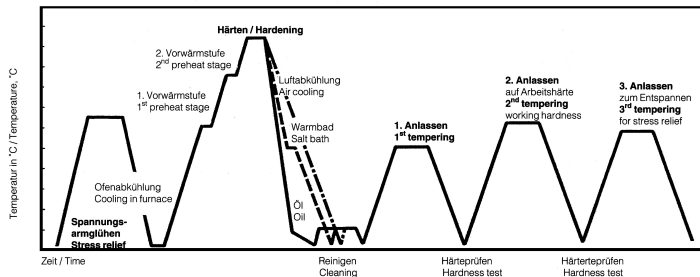 Härten / Hardening
2. Vorwärmstufe
2nd preheat stage
1. Vorwärmstufe
1st preheat stage
Luftabkühlung
Air cooling
Warmbad
Salt bath
Öl
Oil
Ofenabkühlung
Cooling in furnace
Spannungs-
armglühen
Stress relief
1. Anlassen
1st tempering
2. Anlassen
auf Arbeitshärte
2nd tempering
working hardness
3. Anlassen
zum Entspannen
3rd tempering
for stress relief
Temperatur in °C / Temperature, °C
Zeit / Time
Reinigen
Cleaning
Härteprüfen
Hardness test
Härterteprüfen
Hardness test